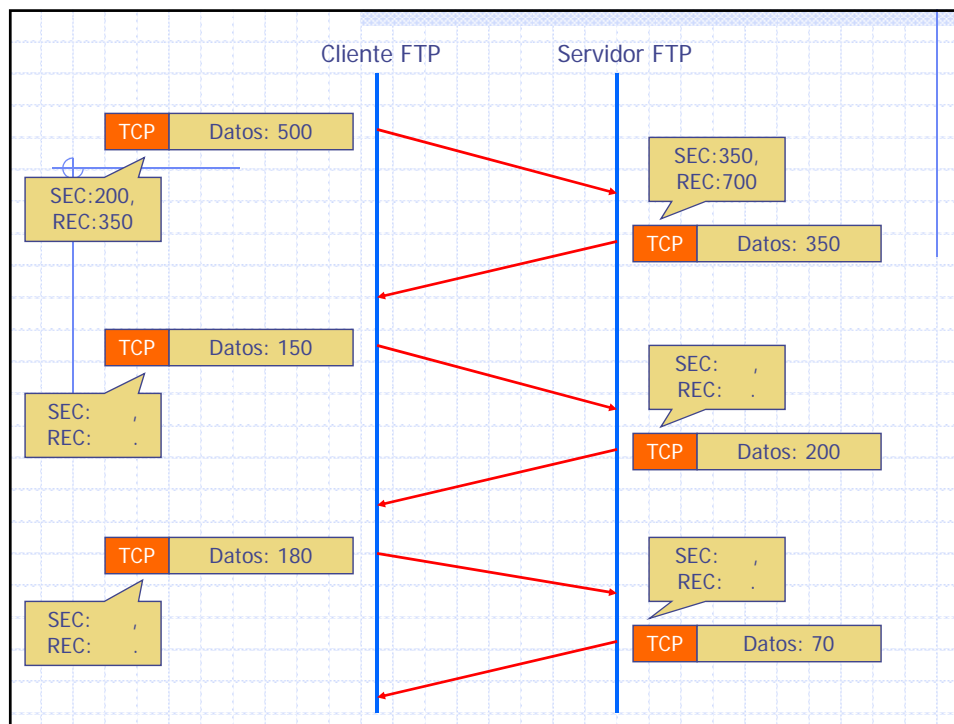 Cliente FTP
Servidor FTP
TCP Datos: 500
SEC:200,
REC:350
SEC:350,
REC:700
TCP Datos: 350
TCP Datos: 150
SEC: ,
REC: .
SEC: ,
REC: .
TCP Datos: 200
TCP Datos: 180
SEC: ,
REC: .
SEC: ,
REC: .
TCP Datos: 70